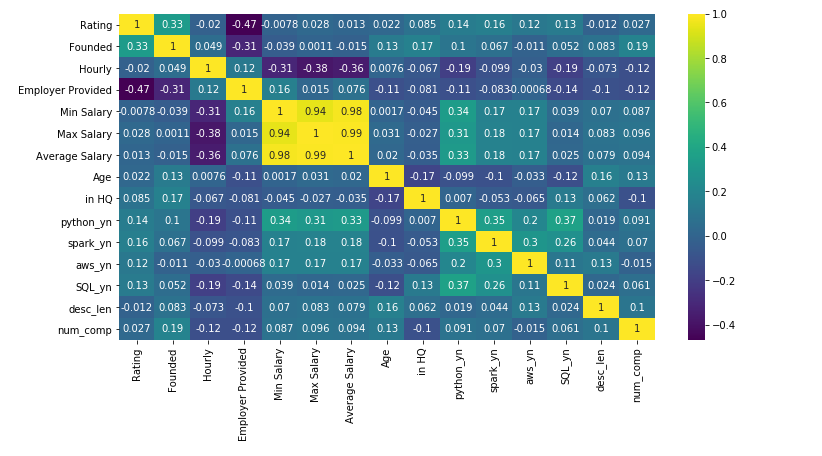 Rating 1 0.33 -0.02 -0.47 -0.0078 0.028 0.013 0.022 0.085 0.14 0.16 0.12 0.13 -0.012 0.027
Founded 0.33 1 0.049 -0.31 -0.039 0.0011 -0.015 0.13 0.17 0.1 0.067 -0.011 0.052 0.083 0.19
Hourly -0.02 0.049 1 0.12 -0.31 -0.38 -0.36 0.0076 -0.067 -0.19 -0.099 -0.03 -0.19 -0.073 -0.12
Employer Provided -0.47 -0.31 0.12 1 0.16 0.015 0.076 -0.11 -0.081 -0.11 -0.083 -0.00068 -0.14 -0.1 -0.12
Min Salary -0.0078 -0.039 -0.31 0.16 1 0.94 0.98 0.0017 -0.045 0.34 0.17 0.17 0.039 0.07 0.087
Max Salary 0.028 0.0011 -0.38 0.015 0.94 1 0.99 0.031 -0.027 0.31 0.18 0.17 0.014 0.083 0.096
Average Salary 0.013 -0.015 -0.36 0.076 0.98 0.99 1 0.02 -0.035 0.33 0.18 0.17 0.025 0.079 0.094
Age 0.022 0.13 0.0076 -0.11 0.0017 0.031 0.02 1 -0.17 -0.099 -0.1 -0.033 -0.12 0.16 0.13
in HQ 0.085 0.17 -0.067 -0.081 -0.045 -0.027 -0.035 -0.17 1 0.007 -0.053 -0.065 0.13 0.062 -0.1
python_yn 0.14 0.1 -0.19 -0.11 0.34 0.31 0.33 -0.099 0.007 1 0.35 0.2 0.37 0.019 0.091
spark_yn 0.16 0.067 -0.099 -0.083 0.17 0.18 0.18 -0.1 -0.053 0.35 1 0.3 0.26 0.044 0.07
aws_yn 0.12 -0.011 -0.03 -0.00068 0.17 0.17 0.17 -0.033 -0.065 0.2 0.3 1 0.11 0.13 -0.015
SQL_yn 0.13 0.052 -0.19 -0.14 0.039 0.014 0.025 -0.12 0.13 0.37 0.26 0.11 1 0.024 0.061
desc_len -0.012 0.083 -0.073 -0.1 0.07 0.083 0.079 0.16 0.062 0.019 0.044 0.13 0.024 1 0.1
num_comp 0.027 0.19 -0.12 -0.12 0.087 0.096 0.094 0.13 -0.1 0.091 0.07 -0.015 0.061 0.1 1
Rating
Founded
Hourly
Employer Provided
Min Salary
Max Salary
Average Salary
Age
in HQ
python_yn
spark_yn
aws_yn
SQL_yn
desc_len
num_comp
1.0
0.8
0.6
0.4
0.2
0.0
−0.2
−0.4